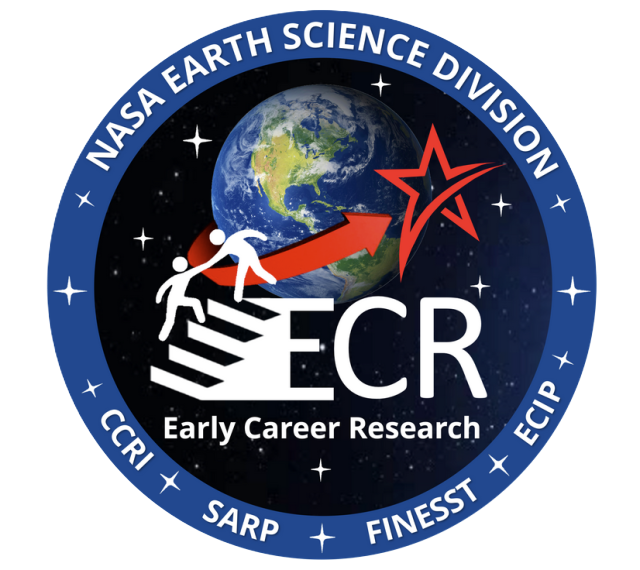 NASA EARTH SCIENCE DIVISION
ECR
Early Career Research
CCRI
SARP
FINESST
ECIP